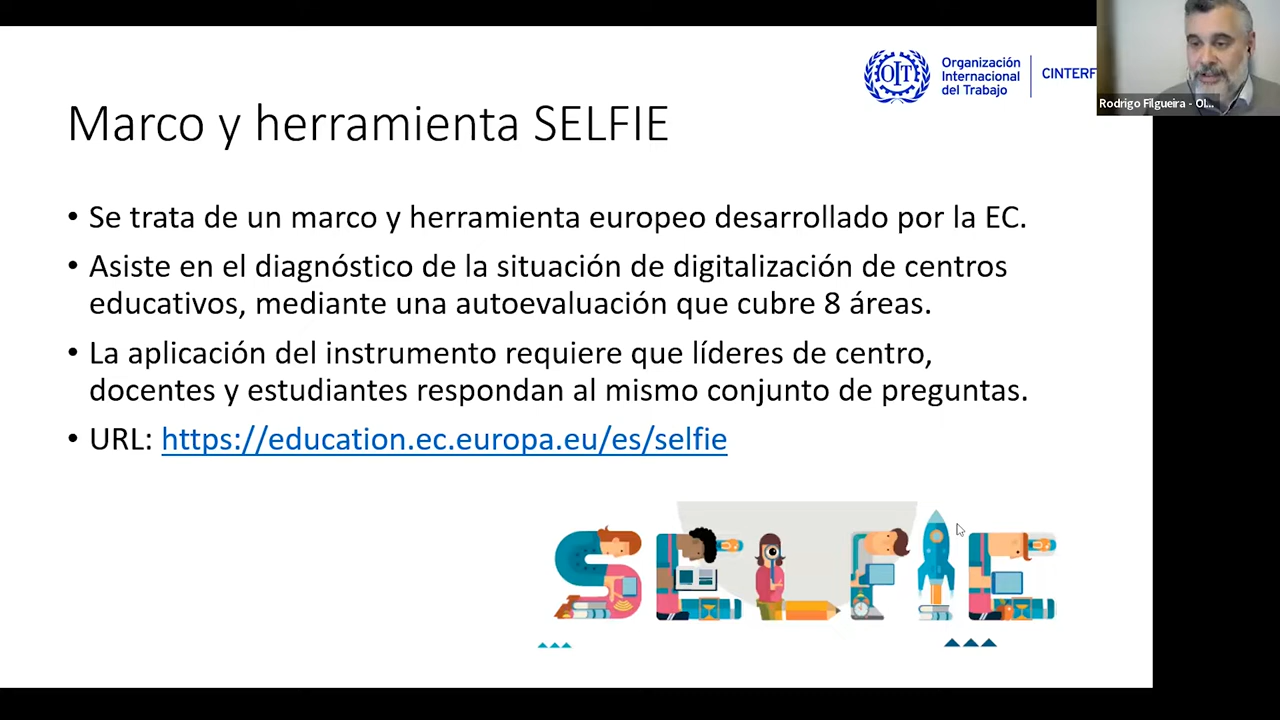 Organización
Internacional
del Trabajo
CINTERF
OIT
Rodrigo Filgueira - OI...
Marco y herramienta SELFIE
• Se trata de un marco y herramienta europeo desarrollado por la EC.
• Asiste en el diagnóstico de la situación de digitalización de centros
educativos, mediante una autoevaluación que cubre 8 áreas.
• La aplicación del instrumento requiere que líderes de centro,
docentes y estudiantes respondan al mismo conjunto de preguntas.
• URL: https://education.ec.europa.eu/es/selfie
SELFIE